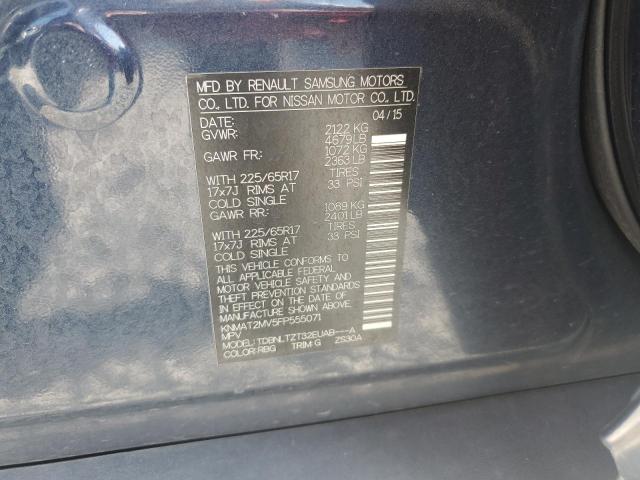 MFD BY RENAULT SAMSUNG MOTORS
CO., LTD. FOR NISSAN MOTOR CO., LTD.
DATE: 04/15
GVWR: 2122 KG
4679 LB
GAWR FR: 1072 KG
2363 LB
WITH 225/65R17 TIRES
17x7J RIMS AT 33 PSI
COLD SINGLE
GAWR RR: 1089 KG
2401 LB
WITH 225/65R17 TIRES
17x7J RIMS AT 33 PSI
COLD SINGLE
THIS VEHICLE CONFORMS TO
ALL APPLICABLE FEDERAL
MOTOR VEHICLE SAFETY AND
THEFT PREVENTION STANDARDS
IN EFFECT ON THE DATE OF
MANUFACTURE SHOWN ABOVE.
KNMAT2MV5FP555071
MPV
MODEL: TDBNLTZT32EUAB---A
COLOR: RBG TRIM: G ZS30A